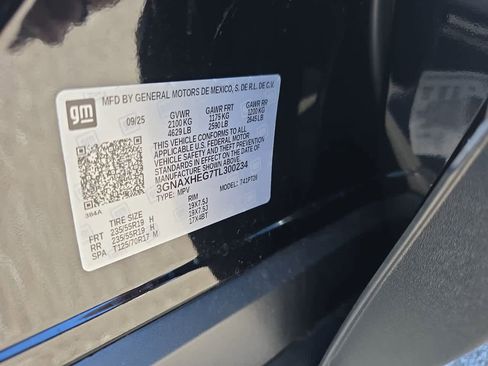 gm
MFD BY GENERAL MOTORS DE MEXICO, S. DE R.L. DE C.V.
09/25 GVWR GAWR FRT GAWR RR
2100 KG 1175 KG 1200 KG
4629 LB 2590 LB 2645 LB
THIS VEHICLE CONFORMS TO ALL
APPLICABLE U.S. FEDERAL MOTOR
VEHICLE SAFETY, BUMPER, AND THEFT PREVENTION
STANDARDS IN EFFECT ON THE DATE OF
MANUFACTURE SHOWN ABOVE.
3GNAXHEG7TL300234
384A TYPE: MPV MODEL:
TIRE SIZE RIM
FRT 235/55R19 H 19X7.5J
RR 235/55R19 H 19X7.5J
SPA T125/70R17 M 17X4BT